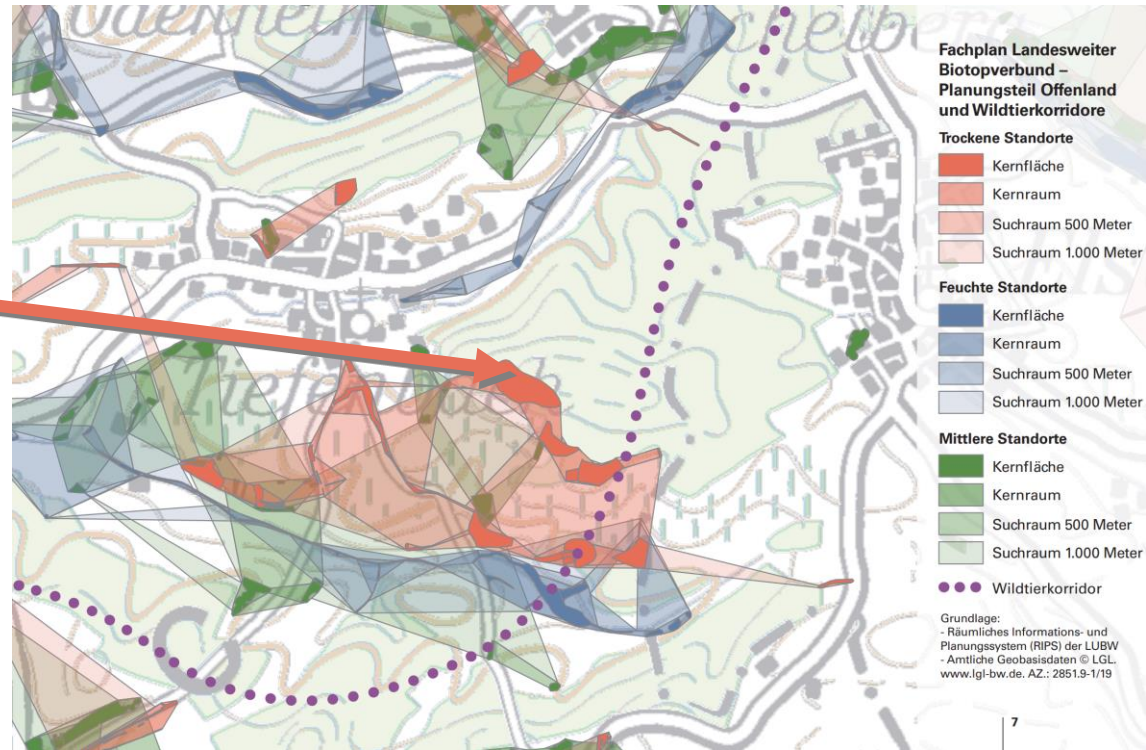 Tiefenbach
Fachplan Landesweiter
Biotopverbund –
Planungsteil Offenland
und Wildtierkorridore
Trockene Standorte
Kernfläche
Kernraum
Suchraum 500 Meter
Suchraum 1.000 Meter
Feuchte Standorte
Kernfläche
Kernraum
Suchraum 500 Meter
Suchraum 1.000 Meter
Mittlere Standorte
Kernfläche
Kernraum
Suchraum 500 Meter
Suchraum 1.000 Meter
Wildtierkorridor
Grundlage:
- Räumliches Informations- und
Planungssystem (RIPS) der LUBW
- Amtliche Geobasisdaten © LGL.
www.lgl-bw.de. AZ.: 2851.9-1/19
7